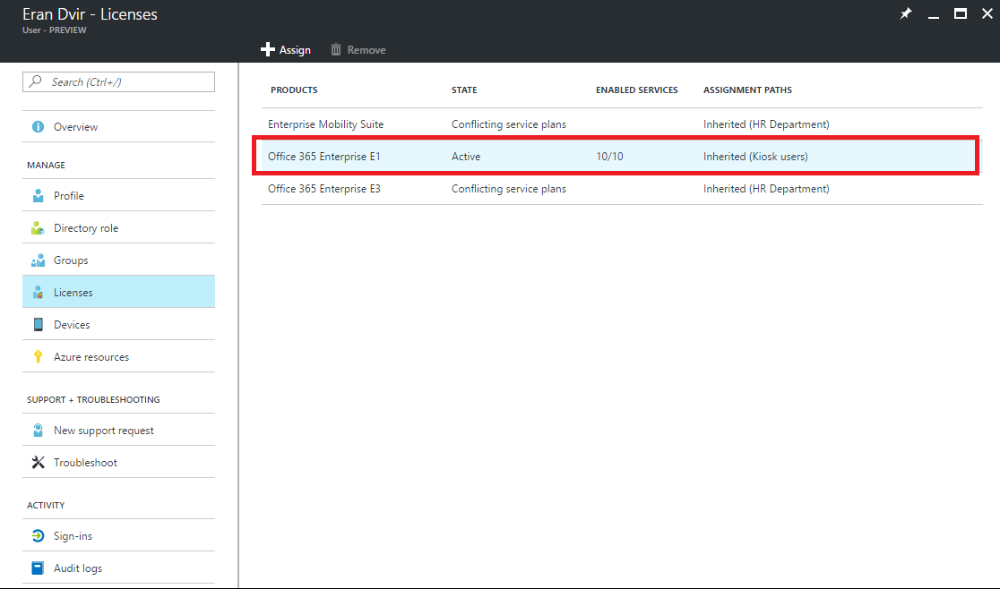 Eran Dvir - Licenses
User - PREVIEW
Assign Remove
Search (Ctrl+/)
Overview
MANAGE
Profile
Directory role
Groups
Licenses
Devices
Azure resources
SUPPORT + TROUBLESHOOTING
New support request
Troubleshoot
ACTIVITY
Sign-ins
Audit logs
PRODUCTS STATE ENABLED SERVICES ASSIGNMENT PATHS
Enterprise Mobility Suite Conflicting service plans Inherited (HR Department)
Office 365 Enterprise E1 Active 10/10 Inherited (Kiosk users)
Office 365 Enterprise E3 Conflicting service plans Inherited (HR Department)